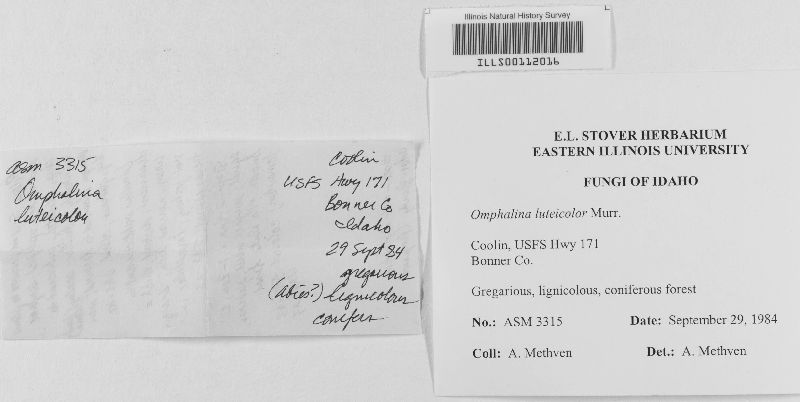 Illinois Natural History Survey
ILLS00112016
asm 3315
Omphalina
luteicolor
Coolin
USFS Hwy 171
Bonner Co
Idaho
29 Sept 84
gregarious
(Abies?) lignicolous
conifers
E.L. STOVER HERBARIUM
EASTERN ILLINOIS UNIVERSITY
FUNGI OF IDAHO
Omphalina luteicolor Murr.
Coolin, USFS Hwy 171
Bonner Co.
Gregarious, lignicolous, coniferous forest
No.: ASM 3315 Date: September 29, 1984
Coll: A. Methven Det.: A. Methven